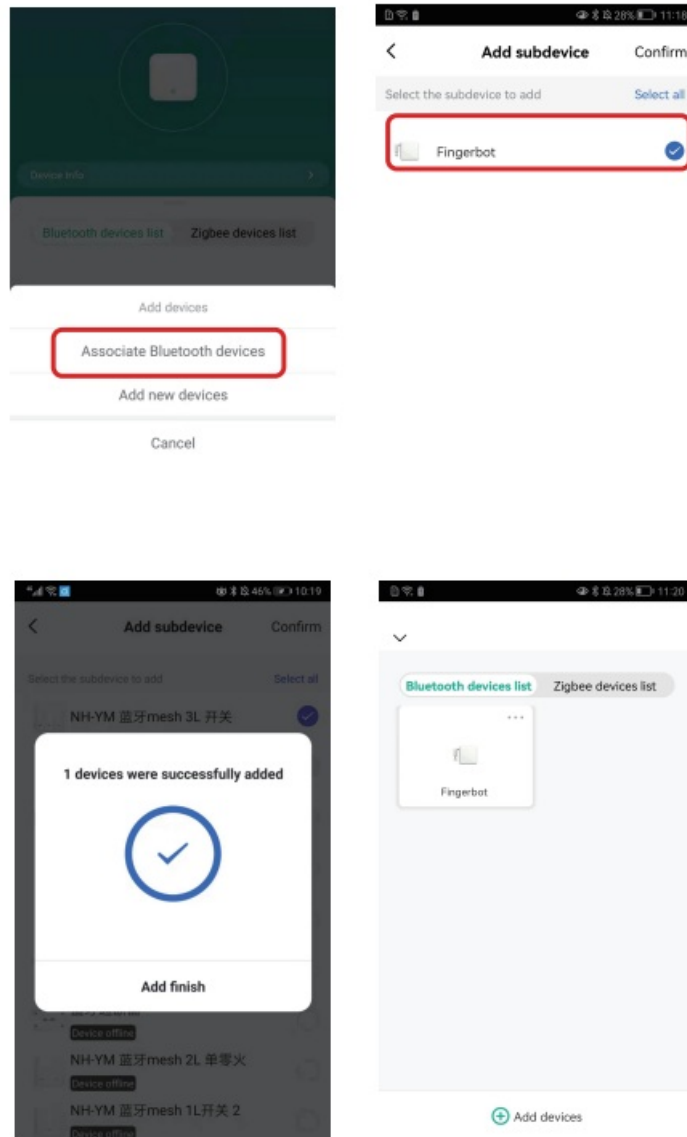 Device info
Bluetooth devices list Zigbee devices list
Add devices
Associate Bluetooth devices
Add new devices
Cancel
28% 11:18
Add subdevice Confirm
Select the subdevice to add Select all
Fingerbot
46% 10:19
Add subdevice Confirm
Select the subdevice to add Select all
NH-YM 蓝牙mesh 3L 开关
1 devices were successfully added
Add finish
Device offline
NH-YM 蓝牙mesh 2L 单零火
Device offline
NH-YM 蓝牙mesh 1L开关 2
Device offline
28% 11:20
Bluetooth devices list Zigbee devices list
Fingerbot
Add devices